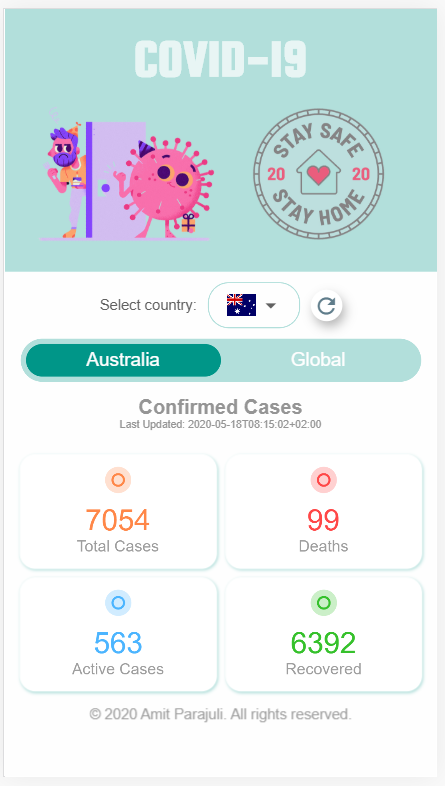 COVID-19
STAY SAFE
20 20
STAY HOME
Select country:
Australia Global
Confirmed Cases
Last Updated: 2020-05-18T08:15:02+02:00
7054 99
Total Cases Deaths
563 6392
Active Cases Recovered
© 2020 Amit Parajuli. All rights reserved.